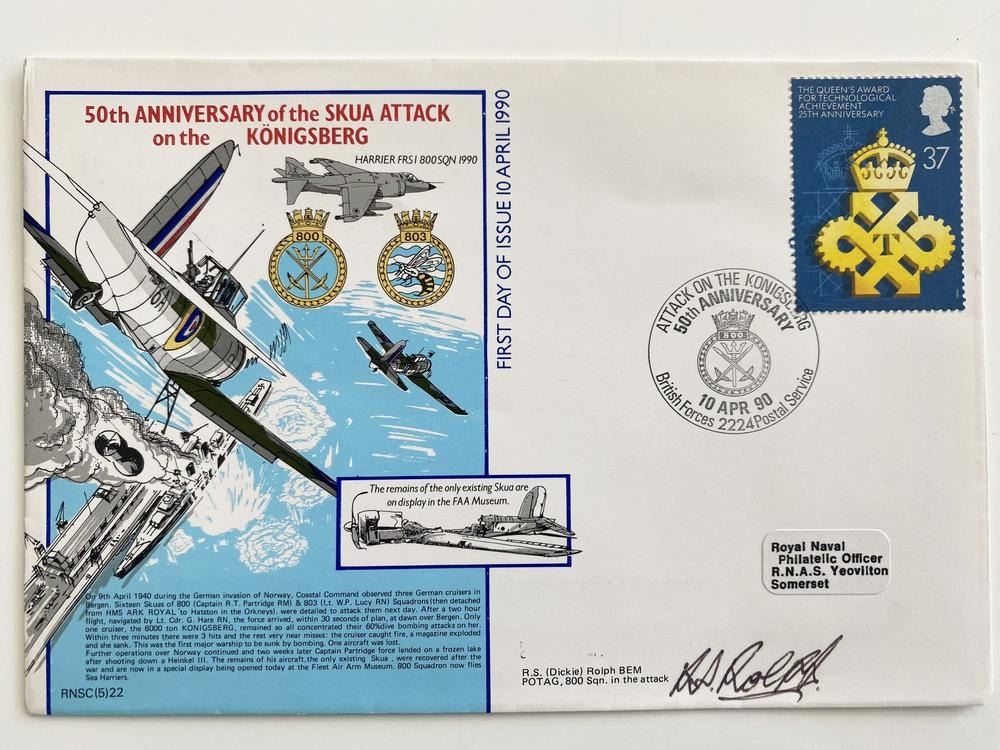 50th ANNIVERSARY of the SKUA ATTACK
on the KÖNIGSBERG
HARRIER FRS1 800 SQN 1990
800
803
FIRST DAY OF ISSUE 10 APRIL 1990
THE QUEEN'S AWARD
FOR TECHNOLOGICAL
ACHIEVEMENT
25TH ANNIVERSARY
37
T
ATTACK ON THE KONIGSBERG
50th ANNIVERSARY
800
10 APR 90
British Forces 2224 Postal Service
The remains of the only existing Skua are
on display in the FAA Museum.
Royal Naval
Philatelic Officer
R.N.A.S. Yeovilton
Somerset
On 9th April 1940 during the German invasion of Norway, Coastal Command observed three German cruisers in
Bergen. Sixteen Skuas of 800 (Captain R.T. Partridge RM) & 803 (Lt. W.P. Lucy RN) Squadrons (then detached
from HMS ARK ROYAL to Hatston in the Orkneys). were detailed to attack them next day. After a two hour
flight, navigated by Lt. Cdr. G. Hare RN, the force arrived, within 30 seconds of plan, at dawn over Bergen. Only
one cruiser, the 6000 ton KONIGSBERG, remained so all concentrated their 60% dive bombing attacks on her.
Within three minutes there were 3 hits and the rest very near misses: the cruiser caught fire, a magazine exploded
and she sank. This was the first major warship to be sunk by bombing. One aircraft was lost.
Further operations over Norway continued and two weeks later Captain Partridge force landed on a frozen lake
after shooting down a Heinkel III. The remains of his aircraft, the only existing Skua, were recovered after the
war and are now in a special display being opened today at the Fleet Air Arm Museum. 800 Squadron now flies
Sea Harriers.
RNSC(5)22
R.S. (Dickie) Rolph BEM
POTAG, 800 Sqn. in the attack
R.S. Rolph